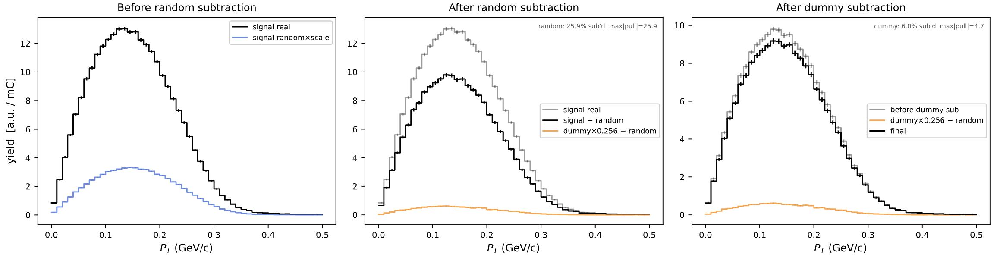 Before random subtraction
signal real
signal random×scale
yield [a.u. / mC]
12
10
8
6
4
2
0
0.0 0.1 0.2 0.3 0.4 0.5
P_T (GeV/c)
After random subtraction
random: 25.9% sub'd max|pull|=25.9
signal real
signal − random
dummy×0.256 − random
12
10
8
6
4
2
0
0.0 0.1 0.2 0.3 0.4 0.5
P_T (GeV/c)
After dummy subtraction
dummy: 6.0% sub'd max|pull|=4.7
before dummy sub
dummy×0.256 − random
final
10
8
6
4
2
0
0.0 0.1 0.2 0.3 0.4 0.5
P_T (GeV/c)